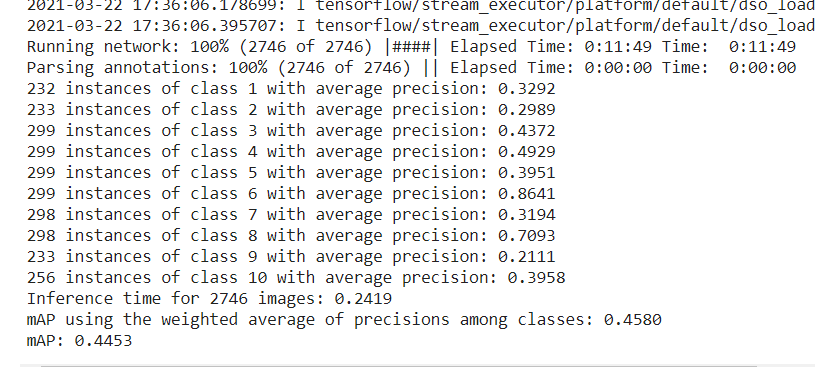 2021-03-22 17:36:06.178699: I tensorflow/stream_executor/platform/default/dso_load
2021-03-22 17:36:06.395707: I tensorflow/stream_executor/platform/default/dso_load
Running network: 100% (2746 of 2746) |####| Elapsed Time: 0:11:49 Time:  0:11:49
Parsing annotations: 100% (2746 of 2746) || Elapsed Time: 0:00:00 Time:  0:00:00
232 instances of class 1 with average precision: 0.3292
233 instances of class 2 with average precision: 0.2989
299 instances of class 3 with average precision: 0.4372
299 instances of class 4 with average precision: 0.4929
299 instances of class 5 with average precision: 0.3951
299 instances of class 6 with average precision: 0.8641
298 instances of class 7 with average precision: 0.3194
298 instances of class 8 with average precision: 0.7093
233 instances of class 9 with average precision: 0.2111
256 instances of class 10 with average precision: 0.3958
Inference time for 2746 images: 0.2419
mAP using the weighted average of precisions among classes: 0.4580
mAP: 0.4453